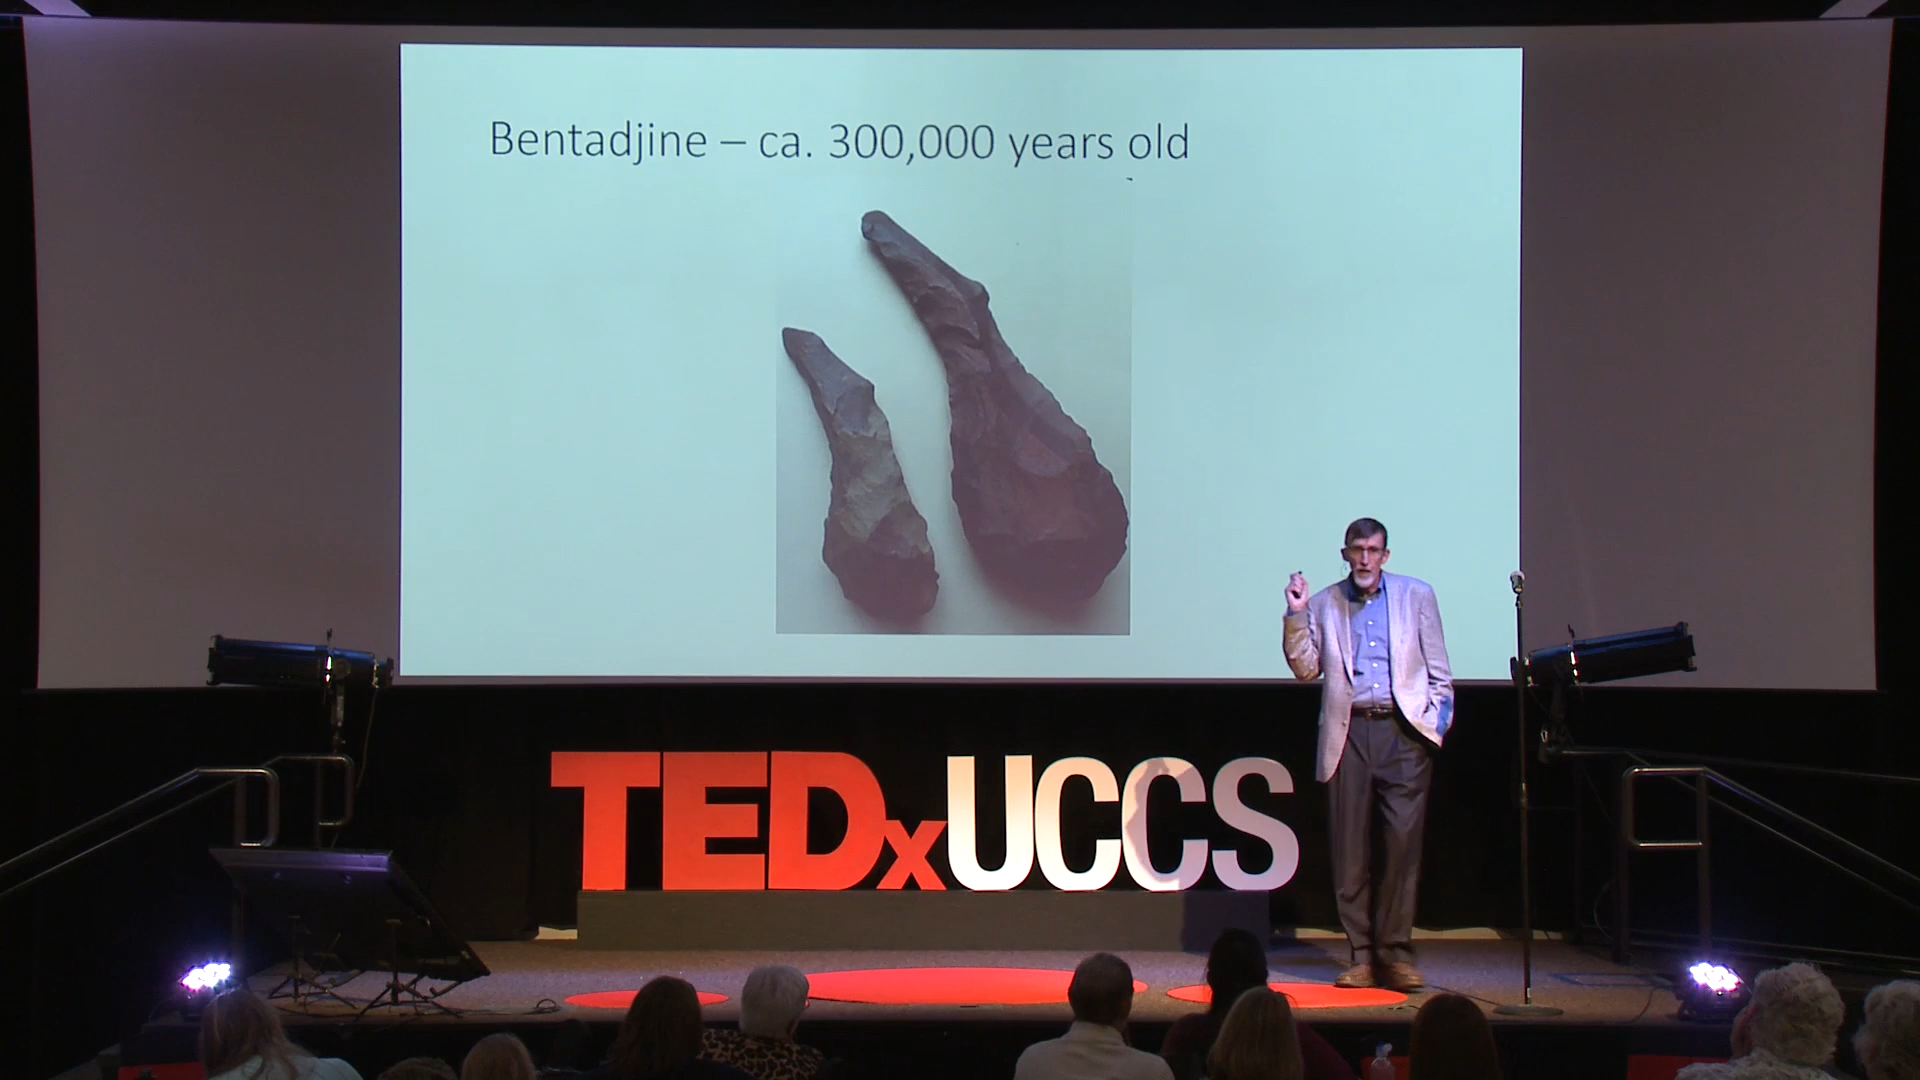 Bentadjine – ca. 300,000 years old
TEDxUCCS